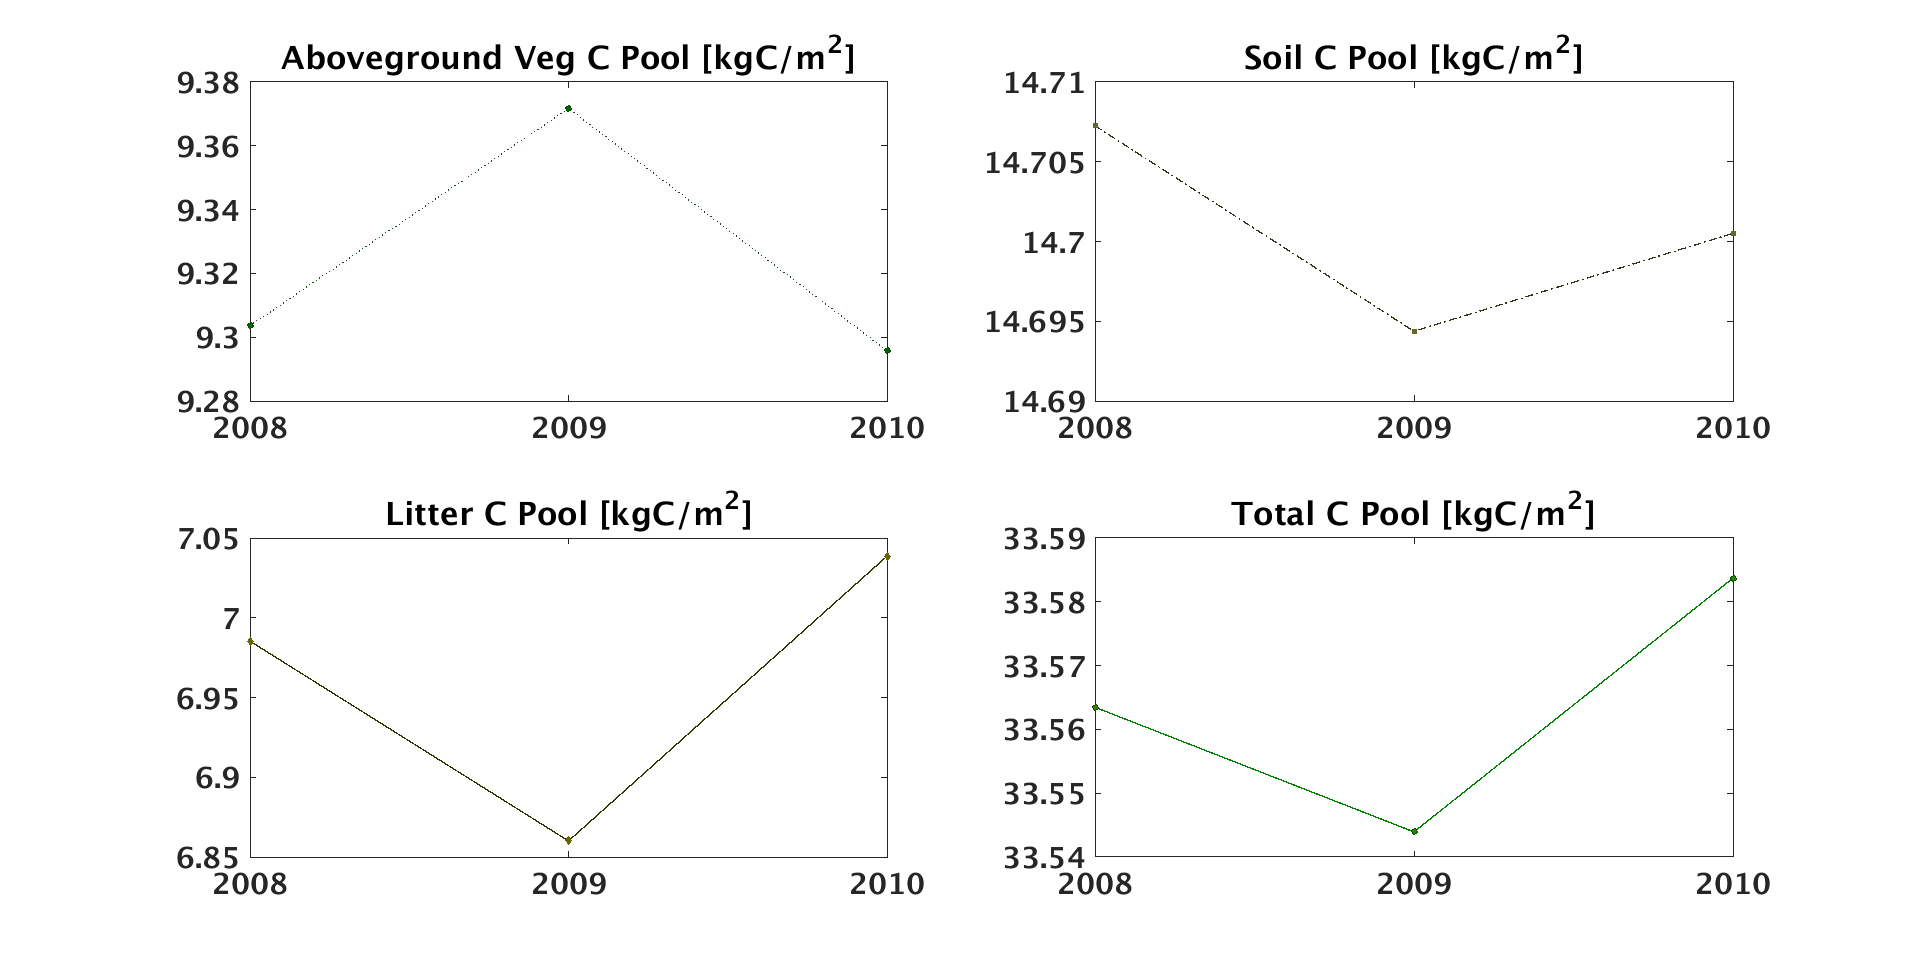 Aboveground Veg C Pool [kgC/m²]
9.38
9.36
9.34
9.32
9.3
9.28
2008 2009 2010
Soil C Pool [kgC/m²]
14.71
14.705
14.7
14.695
14.69
2008 2009 2010
Litter C Pool [kgC/m²]
7.05
7
6.95
6.9
6.85
2008 2009 2010
Total C Pool [kgC/m²]
33.59
33.58
33.57
33.56
33.55
33.54
2008 2009 2010